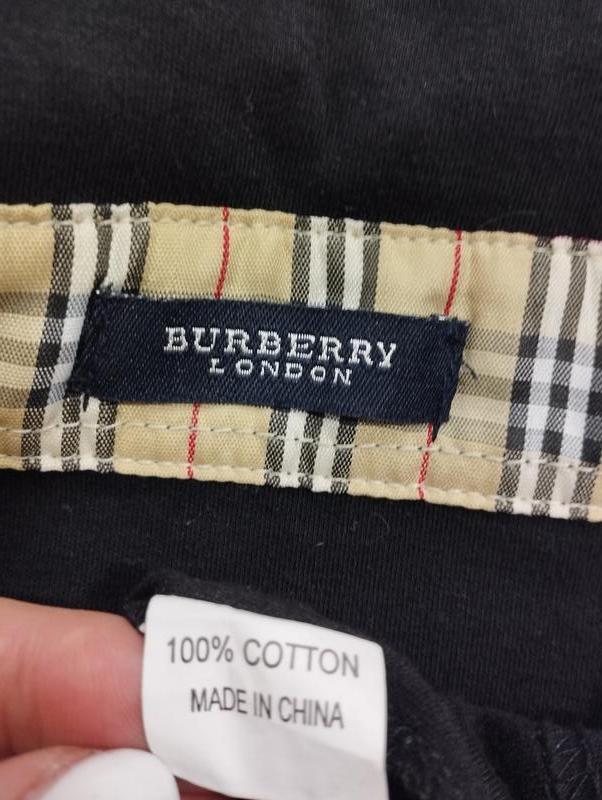 BURBERRY
LONDON
100% COTTON
MADE IN CHINA